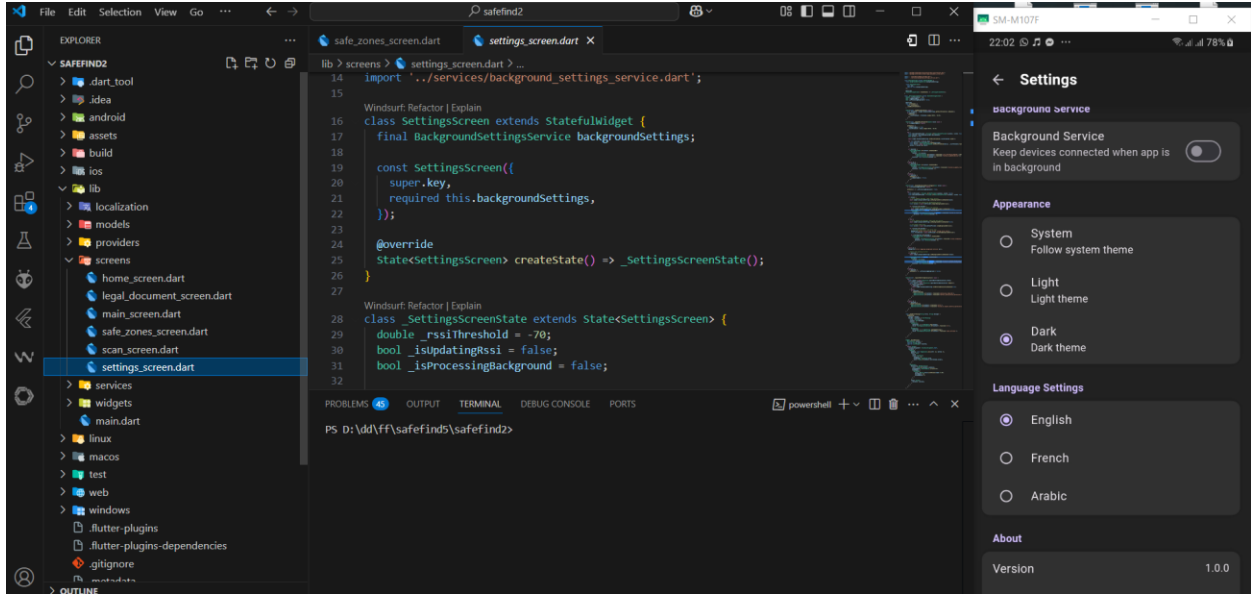 File Edit Selection View Go ··· ← → safefind2
EXPLORER ···
SAFEFIND2
.dart_tool
.idea
android
assets
build
ios
lib
localization
models
providers
screens
home_screen.dart
legal_document_screen.dart
main_screen.dart
safe_zones_screen.dart
scan_screen.dart
settings_screen.dart
services
widgets
main.dart
linux
macos
test
web
windows
.flutter-plugins
.flutter-plugins-dependencies
.gitignore
.metadata
OUTLINE
4
safe_zones_screen.dart settings_screen.dart
lib > screens > settings_screen.dart > ...
14 import '../services/background_settings_service.dart';
15
Windsurf: Refactor | Explain
16 class SettingsScreen extends StatefulWidget {
17 final BackgroundSettingsService backgroundSettings;
18
19 const SettingsScreen({
20 super.key,
21 required this.backgroundSettings,
22 });
23
24 @override
25 State<SettingsScreen> createState() => _SettingsScreenState();
26 }
27
Windsurf: Refactor | Explain
28 class _SettingsScreenState extends State<SettingsScreen> {
29 double _rssiThreshold = -70;
30 bool _isUpdatingRssi = false;
31 bool _isProcessingBackground = false;
32
PROBLEMS 45 OUTPUT TERMINAL DEBUG CONSOLE PORTS powershell
PS D:\dd\ff\safefind5\safefind2>
SM-M107F
22:02 78%
Settings
Background Service
Background Service
Keep devices connected when app is
in background
Appearance
System
Follow system theme
Light
Light theme
Dark
Dark theme
Language Settings
English
French
Arabic
About
Version 1.0.0